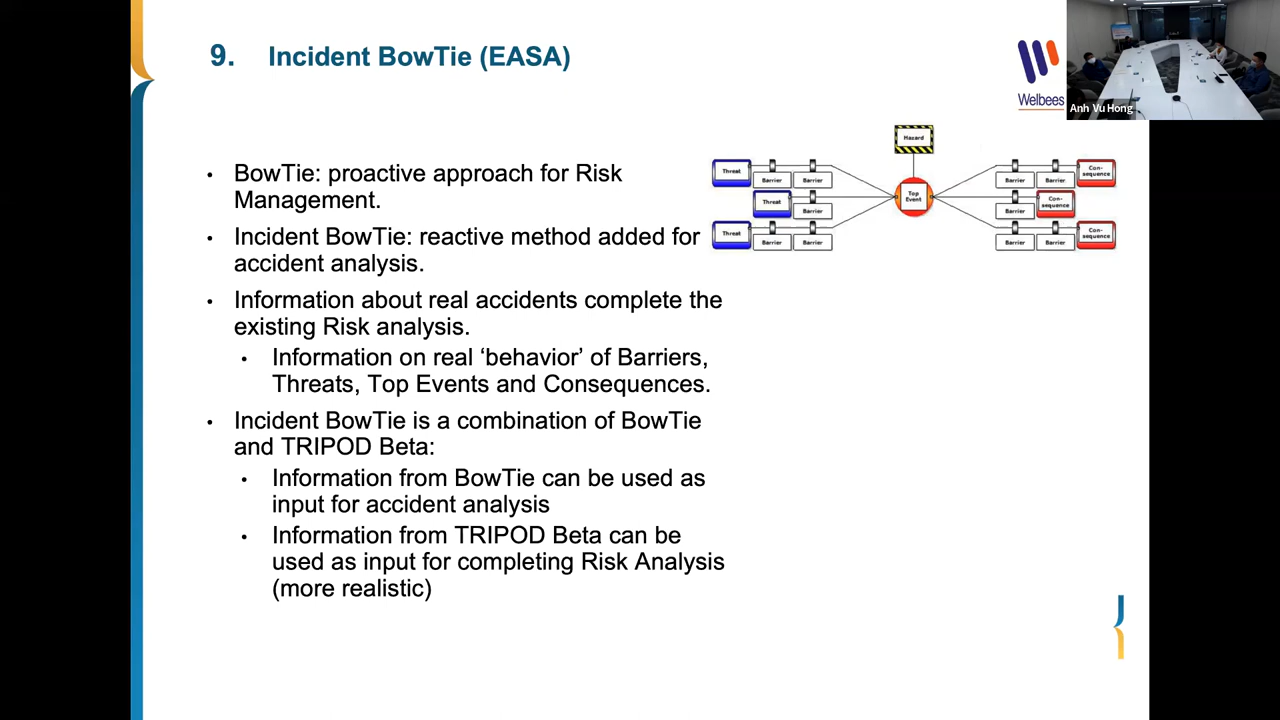 9. Incident BowTie (EASA)
Welbees
Anh Vu Hong
• BowTie: proactive approach for Risk
Management.
• Incident BowTie: reactive method added for
accident analysis.
• Information about real accidents complete the
existing Risk analysis.
• Information on real ‘behavior’ of Barriers,
Threats, Top Events and Consequences.
• Incident BowTie is a combination of BowTie
and TRIPOD Beta:
• Information from BowTie can be used as
input for accident analysis
• Information from TRIPOD Beta can be
used as input for completing Risk Analysis
(more realistic)
Hazard
Threat
Barrier Barrier
Threat
Barrier
Threat
Barrier Barrier
Top
Event
Barrier Barrier
Con-
sequence
Barrier
Con-
sequence
Barrier Barrier
Con-
sequence